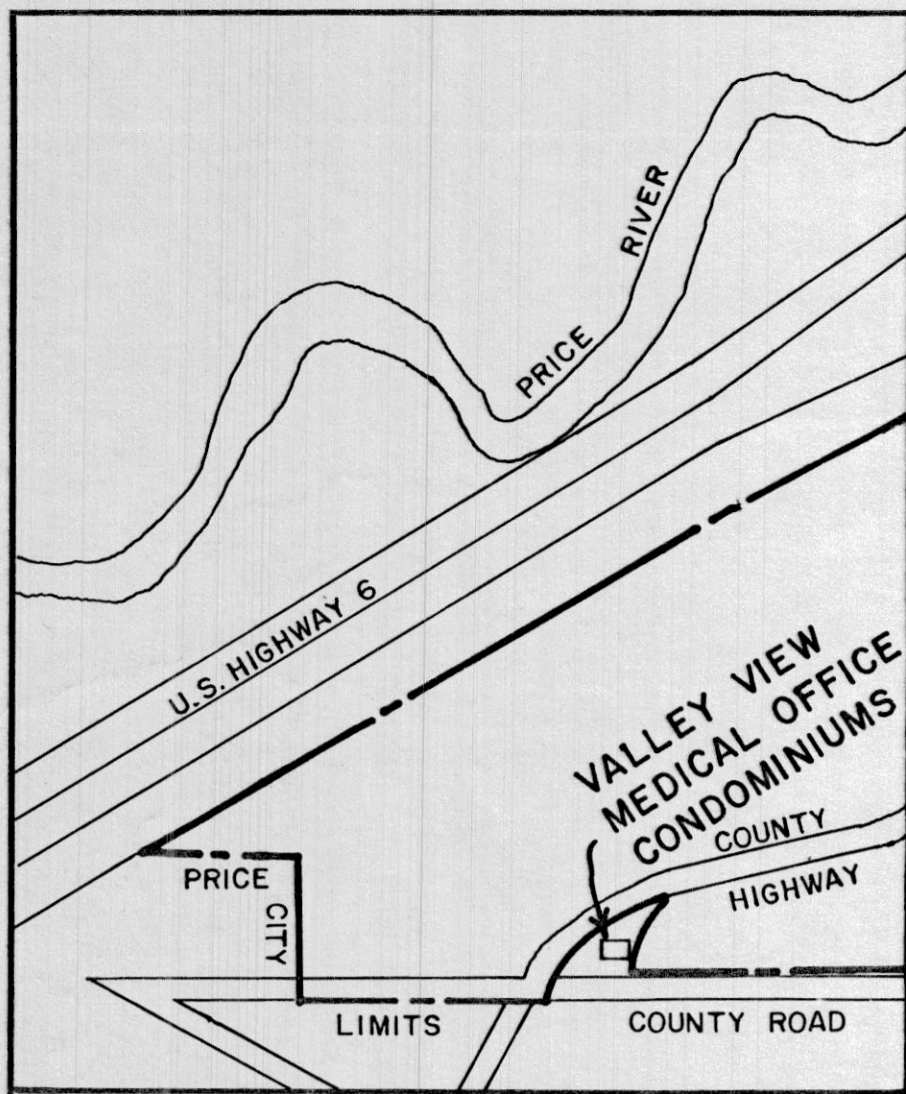 RIVER
PRICE
U.S. HIGHWAY 6
VALLEY VIEW
MEDICAL OFFICE
CONDOMINIUMS
COUNTY
HIGHWAY
PRICE
CITY
LIMITS
COUNTY ROAD